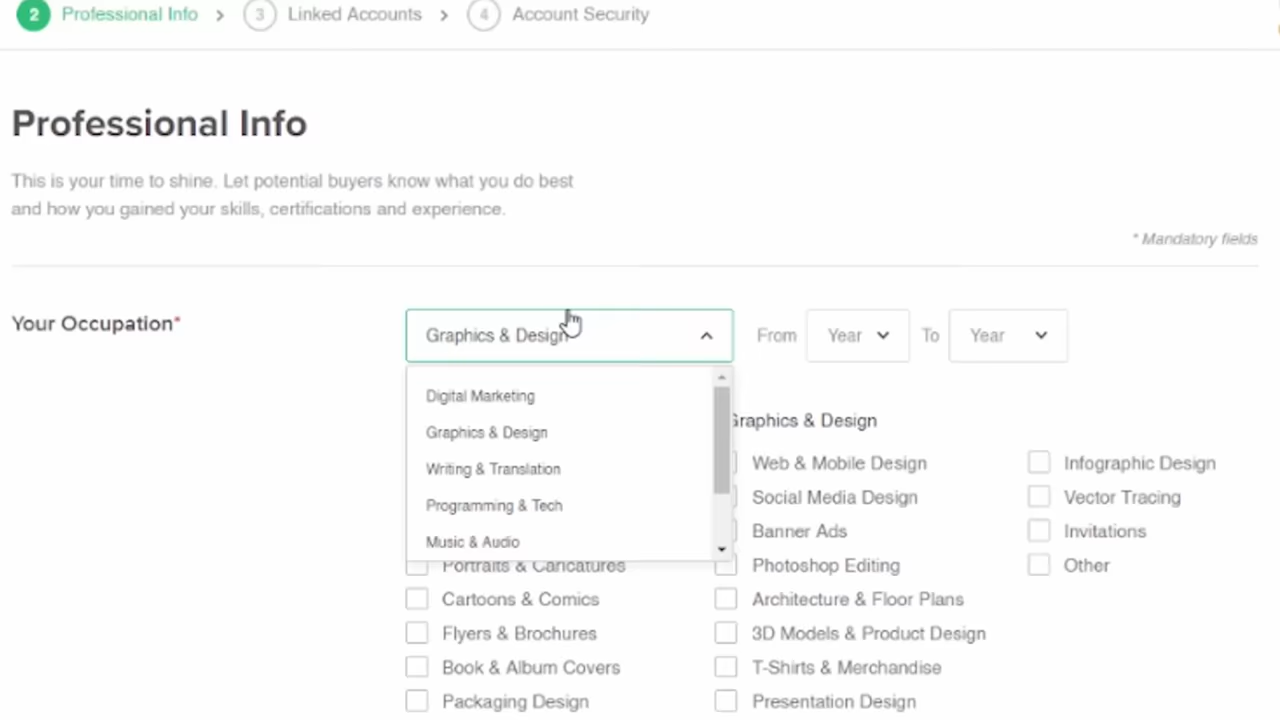 2 Professional Info > 3 Linked Accounts > 4 Account Security
Professional Info
This is your time to shine. Let potential buyers know what you do best
and how you gained your skills, certifications and experience.
* Mandatory fields
Your Occupation*
Graphics & Design
From Year To Year
Digital Marketing
Graphics & Design
Writing & Translation
Programming & Tech
Music & Audio
Graphics & Design
Portraits & Caricatures
Cartoons & Comics
Flyers & Brochures
Book & Album Covers
Packaging Design
Web & Mobile Design
Social Media Design
Banner Ads
Photoshop Editing
Architecture & Floor Plans
3D Models & Product Design
T-Shirts & Merchandise
Presentation Design
Infographic Design
Vector Tracing
Invitations
Other